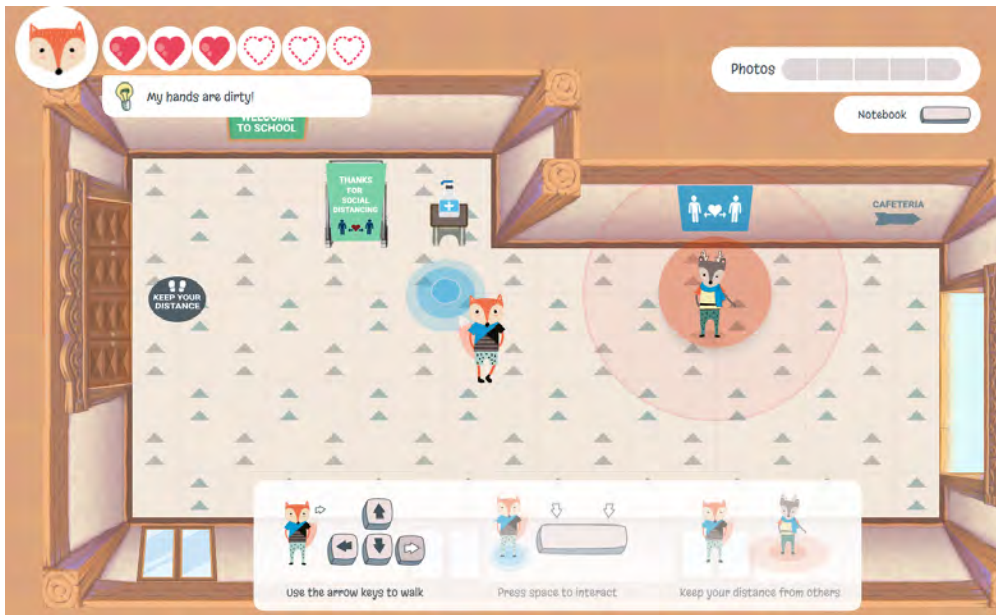 My hands are dirty!
Photos
Notebook
WELCOME
TO SCHOOL
THANKS
FOR
SOCIAL
DISTANCING
CAFETERIA
KEEP YOUR
DISTANCE
Use the arrow keys to walk
Press space to interact
Keep your distance from others